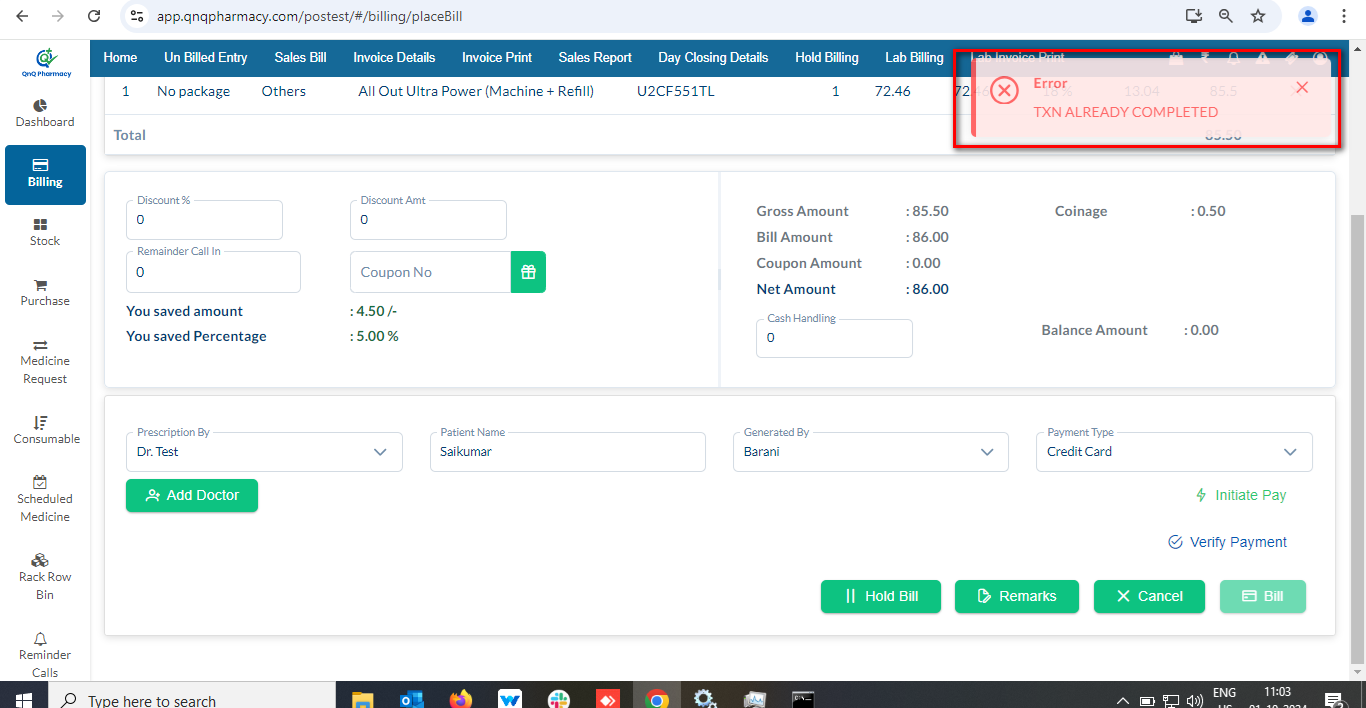 app.qnqpharmacy.com/postest/#/billing/placeBill
QnQ Pharmacy
Home Un Billed Entry Sales Bill Invoice Details Invoice Print Sales Report Day Closing Details Hold Billing Lab Billing Lab Invoice Print
1 No package Others All Out Ultra Power (Machine + Refill) U2CF551TL 1 72.46 72.46 18 % 13.04 85.5
Error
TXN ALREADY COMPLETED
Total 85.50
Dashboard
Billing
Stock
Purchase
Medicine
Request
Consumable
Scheduled
Medicine
Rack Row
Bin
Reminder
Calls
Discount %
0
Discount Amt
0
Remainder Call In
0
Coupon No
You saved amount : 4.50 /-
You saved Percentage : 5.00 %
Gross Amount : 85.50
Coinage : 0.50
Bill Amount : 86.00
Coupon Amount : 0.00
Net Amount : 86.00
Cash Handling
0
Balance Amount : 0.00
Prescription By
Dr. Test
Patient Name
Saikumar
Generated By
Barani
Payment Type
Credit Card
Add Doctor
Initiate Pay
Verify Payment
Hold Bill Remarks Cancel Bill
Type here to search
ENG
11:03